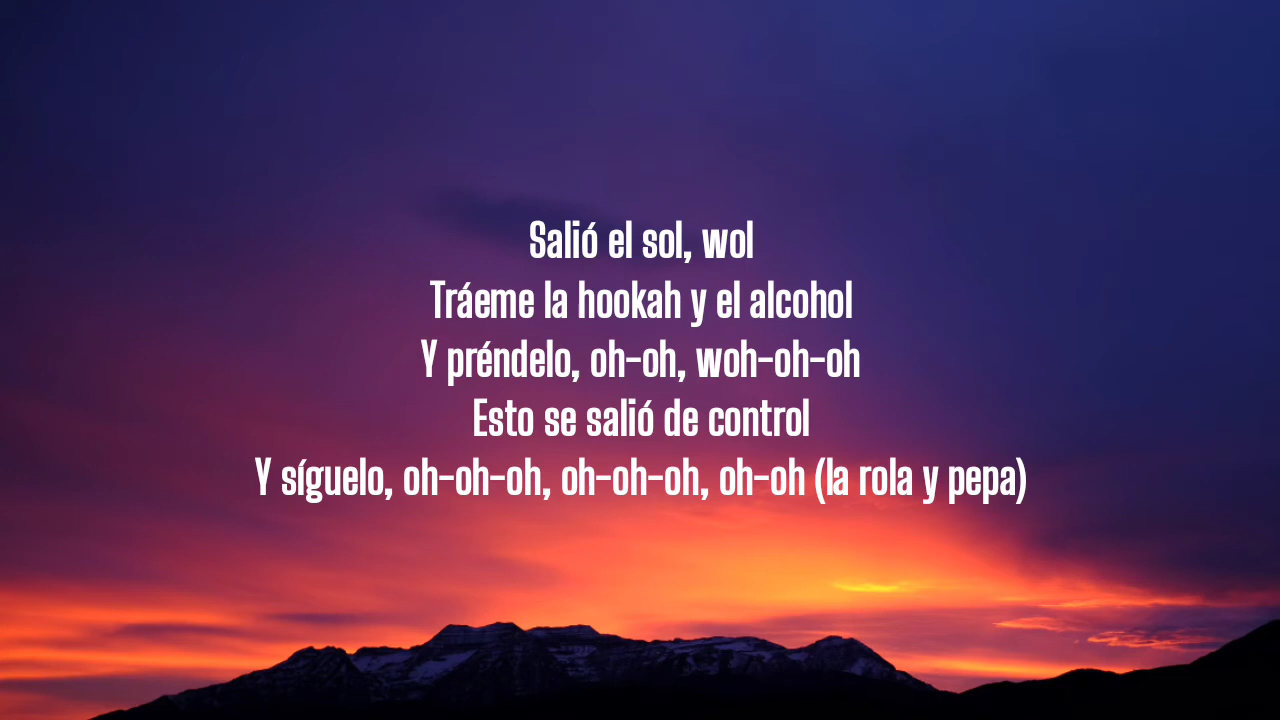 Salió el sol, wol
Tráeme la hookah y el alcohol
Y préndelo, oh-oh, woh-oh-oh
Esto se salió de control
Y síguelo, oh-oh-oh, oh-oh-oh, oh-oh (la rola y pepa)